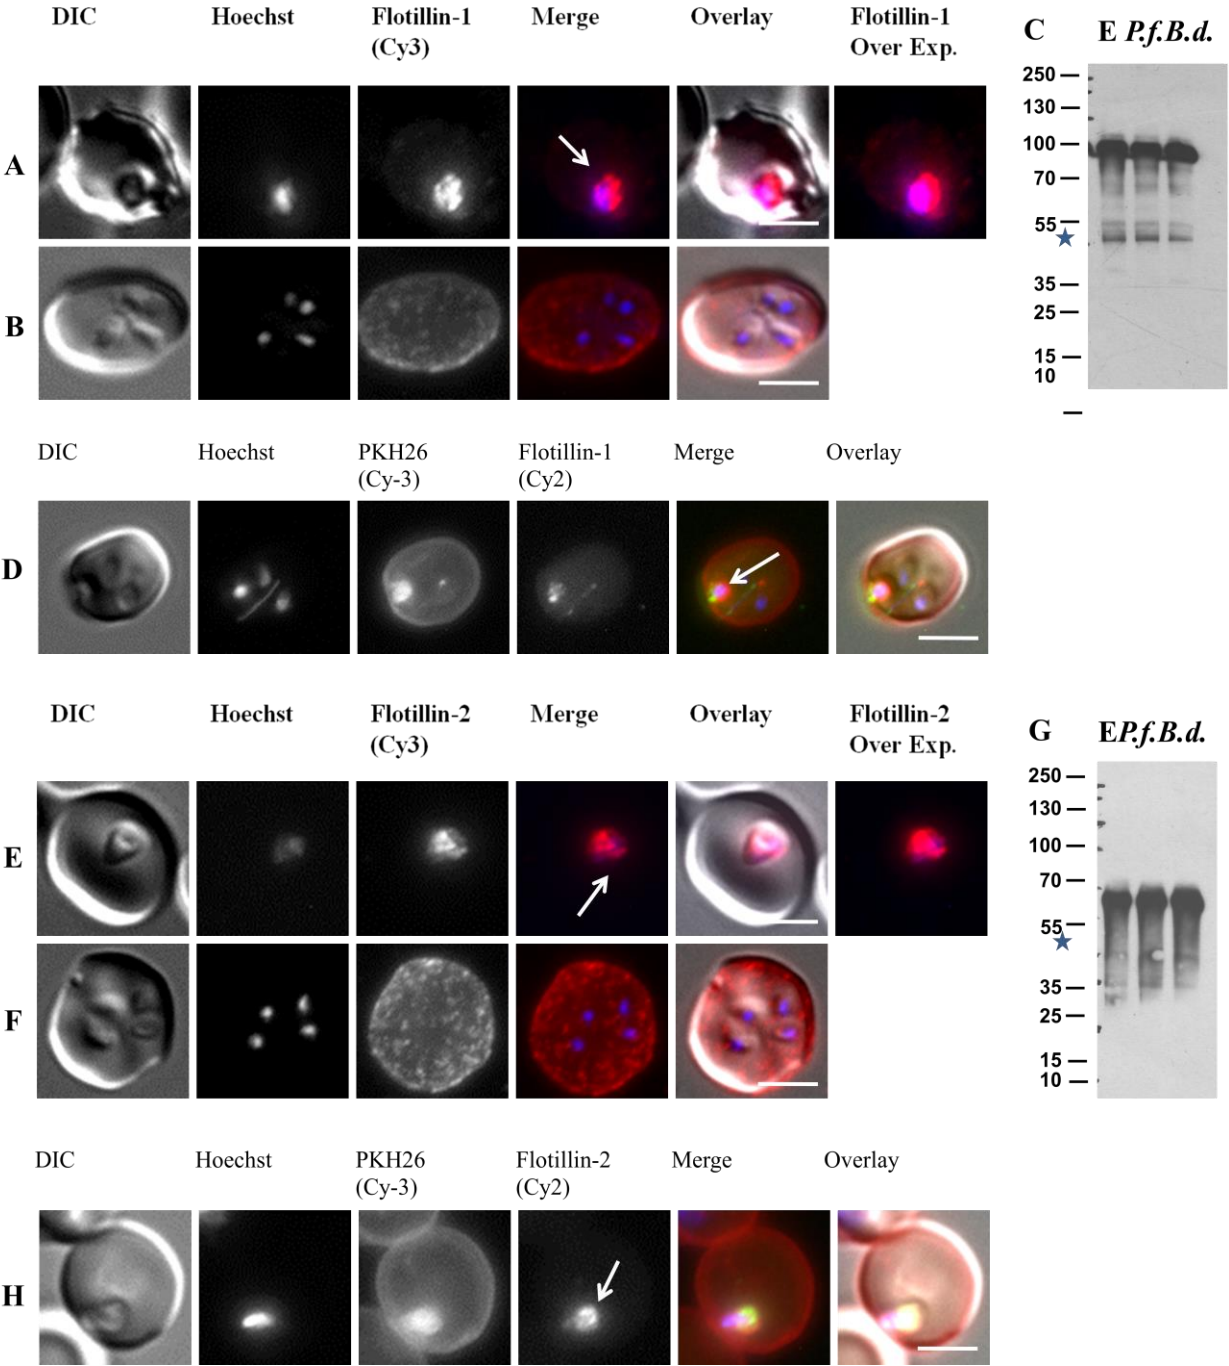 DIC Hoechst Flotillin-1 Merge Overlay Flotillin-1 C E P.f. B.d.
(Cy3) Over Exp.
250
130
100
A
70
55
B
35
25
15
10
DIC Hoechst PKH26 Flotillin-1 Merge Overlay
(Cy-3) (Cy2)
D
DIC Hoechst Flotillin-2 Merge Overlay Flotillin-2 G E P.f. B.d.
(Cy3) Over Exp.
250
130
100
E
70
55
F
35
25
15
10
DIC Hoechst PKH26 Flotillin-2 Merge Overlay
(Cy-3) (Cy2)
H